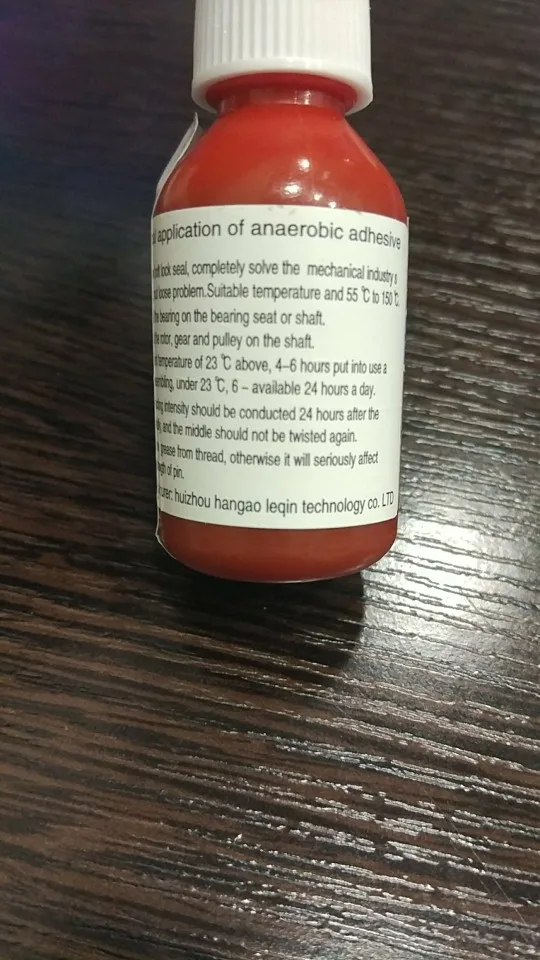 application of anaerobic adhesive
lock seal, completely solve the mechanical industry s
loose problem.Suitable temperature and 55 ℃ to 150 ℃.
bearing on the bearing seat or shaft.
rotor, gear and pulley on the shaft.
temperature of 23 ℃ above, 4–6 hours put into use a
under 23 ℃, 6 – available 24 hours a day.
intensity should be conducted 24 hours after the
and the middle should not be twisted again.
grease from thread, otherwise it will seriously affect
of pin.
huizhou hangao leqin technology co. LTD